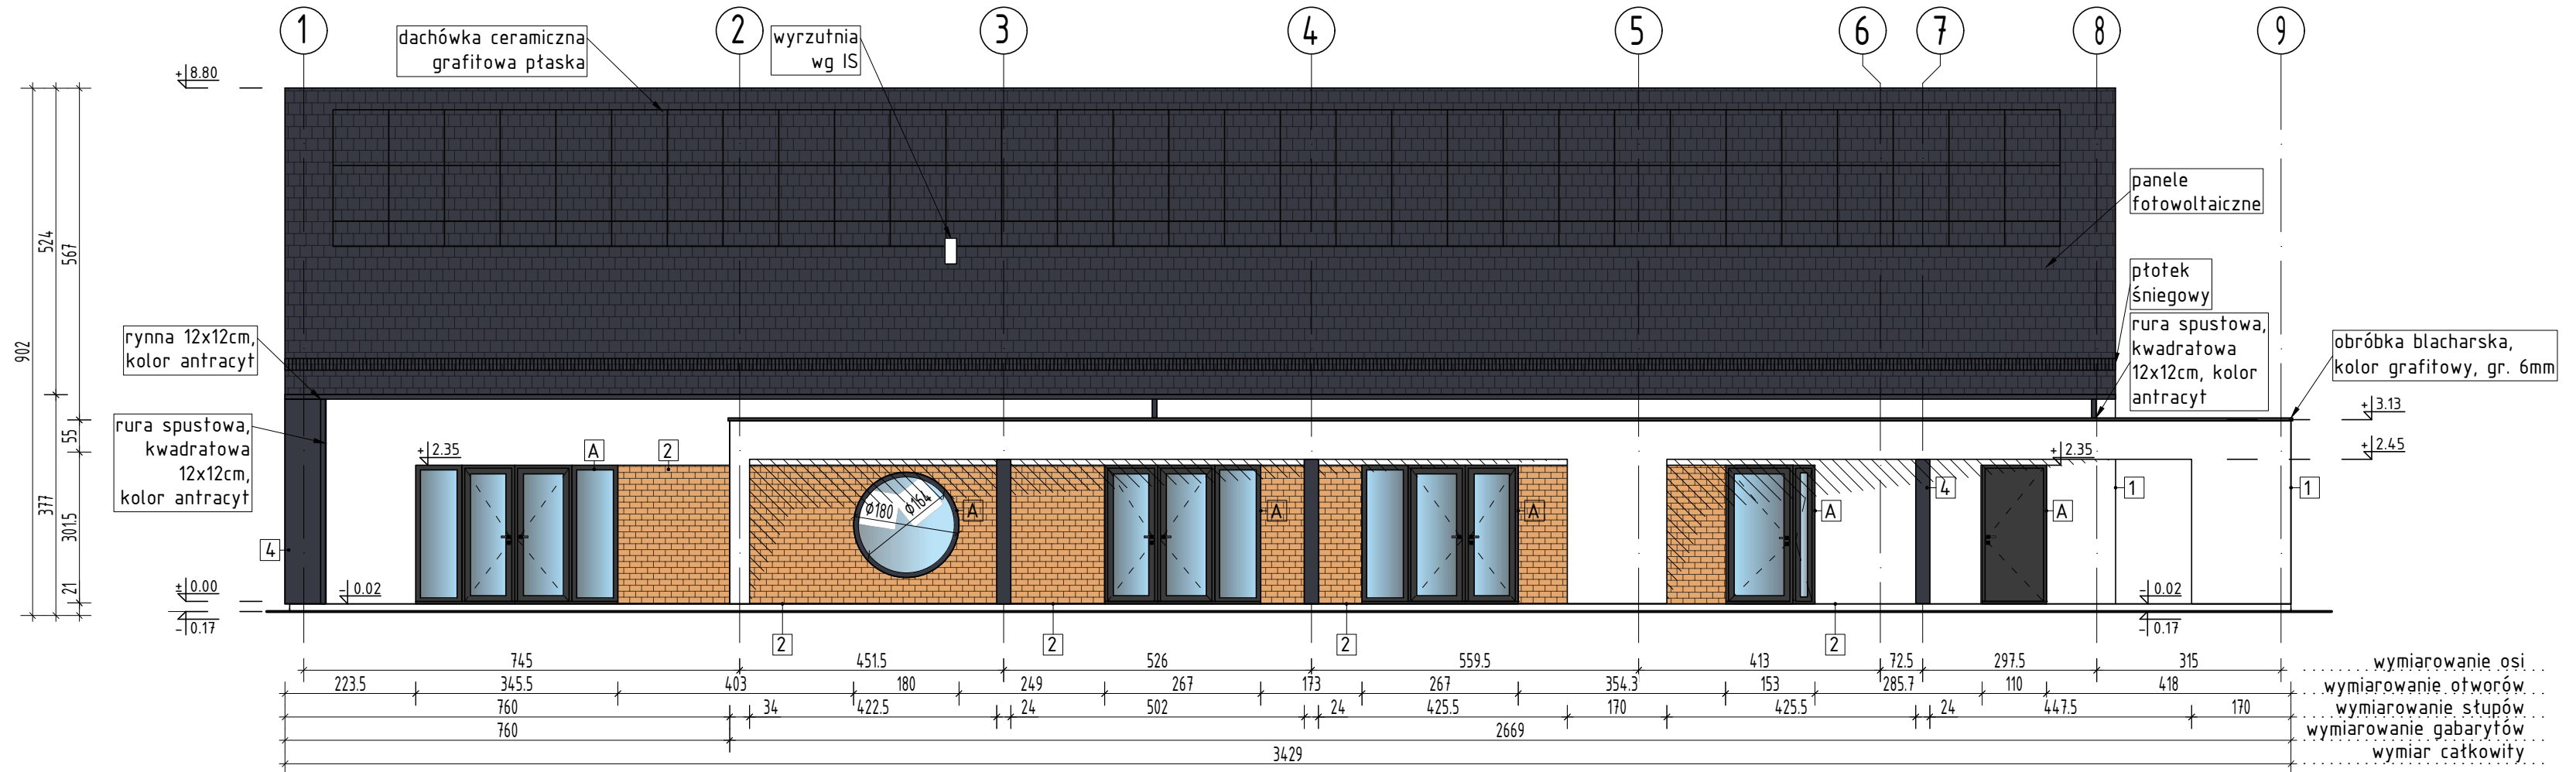 1
2
3
4
5
6
7
8
9
dachówka ceramiczna
grafitowa płaska
wyrzutnia
wg IS
+ 8.80
panele
fotowoltaiczne
płotek
śniegowy
rura spustowa,
kwadratowa
12x12cm, kolor
antracyt
obróbka blacharska,
kolor grafitowy, gr. 6mm
rynna 12x12cm,
kolor antracyt
rura spustowa,
kwadratowa
12x12cm,
kolor antracyt
902
524
377
567
55
301.5
21
+ 3.13
+ 2.45
+ 2.35
A
2
+ 2.35
Φ180
Φ164
A
A
A
A
4
A
1
1
4
± 0.00
- 0.17
- 0.02
- 0.02
- 0.17
2
2
2
2
745 451.5 526 559.5 413 72.5 297.5 315 wymiarowanie osi
223.5 345.5 403 180 249 267 173 267 354.3 153 285.7 110 418 wymiarowanie otworów
760 34 422.5 24 502 24 425.5 170 425.5 24 447.5 170 wymiarowanie słupów
760 2669 wymiarowanie gabarytów
3429 wymiar całkowity